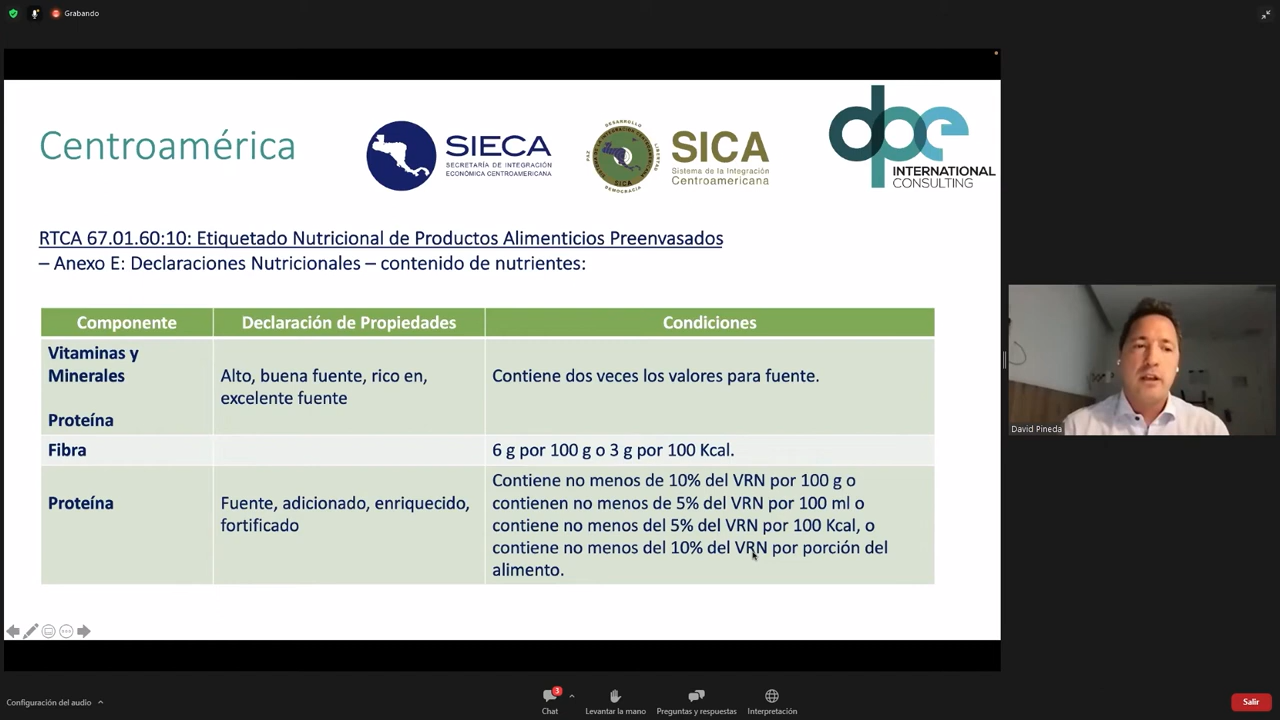 Grabando
Centroamérica
SIECA
SECRETARÍA DE INTEGRACIÓN
ECONÓMICA CENTROAMERICANA
DESARROLLO
PAZ
LIBERTAD
SICA
DEMOCRACIA
SICA
Sistema de la Integración
Centroamericana
dpe
INTERNATIONAL
CONSULTING
RTCA 67.01.60:10: Etiquetado Nutricional de Productos Alimenticios Preenvasados
– Anexo E: Declaraciones Nutricionales – contenido de nutrientes:
Componente
Declaración de Propiedades
Condiciones
Vitaminas y
Minerales
Proteína
Alto, buena fuente, rico en,
excelente fuente
Contiene dos veces los valores para fuente.
Fibra
6 g por 100 g o 3 g por 100 Kcal.
Proteína
Fuente, adicionado, enriquecido,
fortificado
Contiene no menos de 10% del VRN por 100 g o
contienen no menos de 5% del VRN por 100 ml o
contiene no menos del 5% del VRN por 100 Kcal, o
contiene no menos del 10% del VRN por porción del
alimento.
David Pineda
Configuración del audio
3
Chat
Levantar la mano
Preguntas y respuestas
Interpretación
Salir